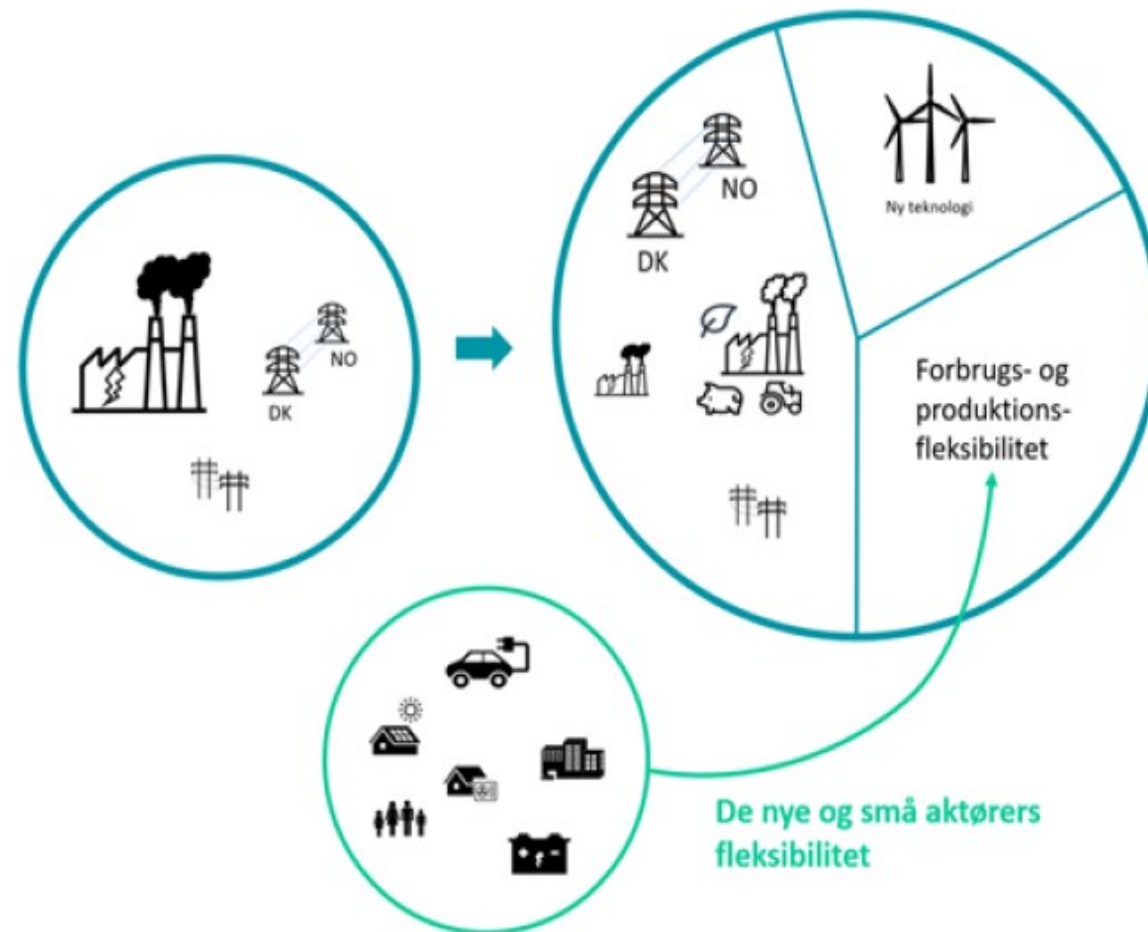 NO
DK
NO
DK
Ny teknologi
Forbrugs- og
produktions-
fleksibilitet
De nye og små aktørers
fleksibilitet